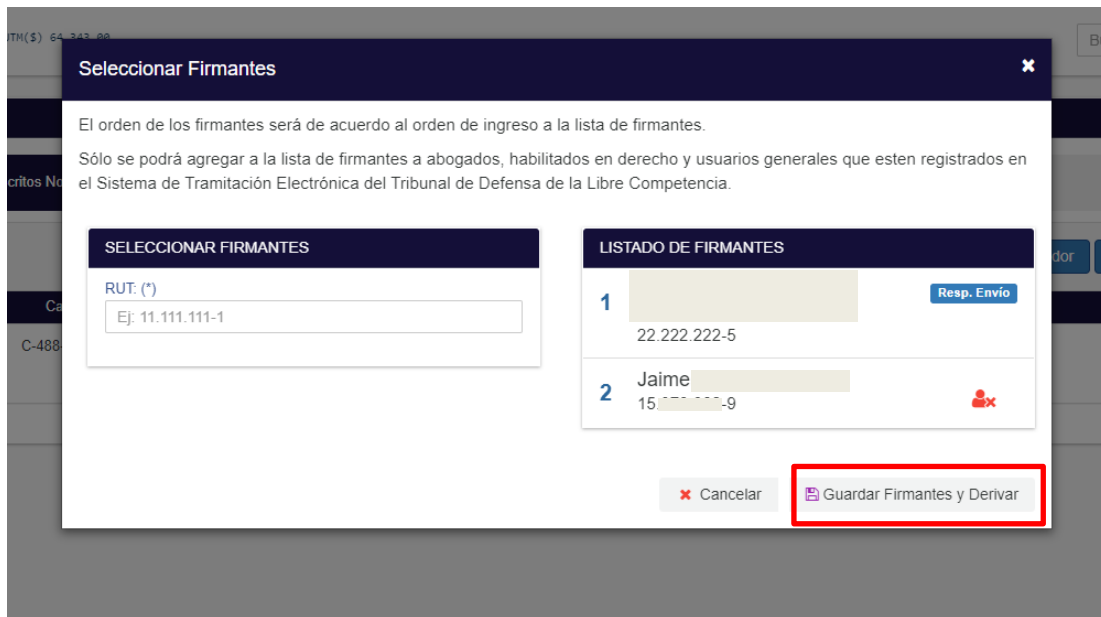 UTM($) 64.343,00
Seleccionar Firmantes
El orden de los firmantes será de acuerdo al orden de ingreso a la lista de firmantes.
Sólo se podrá agregar a la lista de firmantes a abogados, habilitados en derecho y usuarios generales que esten registrados en
el Sistema de Tramitación Electrónica del Tribunal de Defensa de la Libre Competencia.
SELECCIONAR FIRMANTES
RUT: (*)
Ej: 11.111.111-1
LISTADO DE FIRMANTES
1
Resp. Envío
22.222.222-5
2
Jaime
15. -9
C-488-
Cancelar
Guardar Firmantes y Derivar